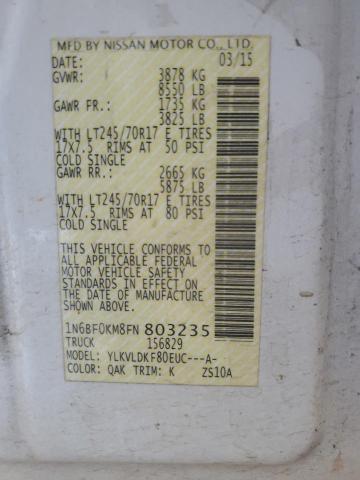 MFD BY NISSAN MOTOR CO., LTD.
DATE: 03/15
GVWR: 3878 KG
8550 LB
GAWR FR.: 1735 KG
3825 LB
WITH LT245/70R17 E TIRES
17X7.5 RIMS AT 50 PSI
COLD SINGLE
GAWR RR.: 2665 KG
5875 LB
WITH LT245/70R17 E TIRES
17X7.5 RIMS AT 80 PSI
COLD SINGLE
THIS VEHICLE CONFORMS TO
ALL APPLICABLE FEDERAL
MOTOR VEHICLE SAFETY
STANDARDS IN EFFECT ON
THE DATE OF MANUFACTURE
SHOWN ABOVE.
1N6BF0KM8FN 803235
TRUCK 156829
MODEL: YLKVLDKF80EUC---A-
COLOR: QAK TRIM: K ZS10A